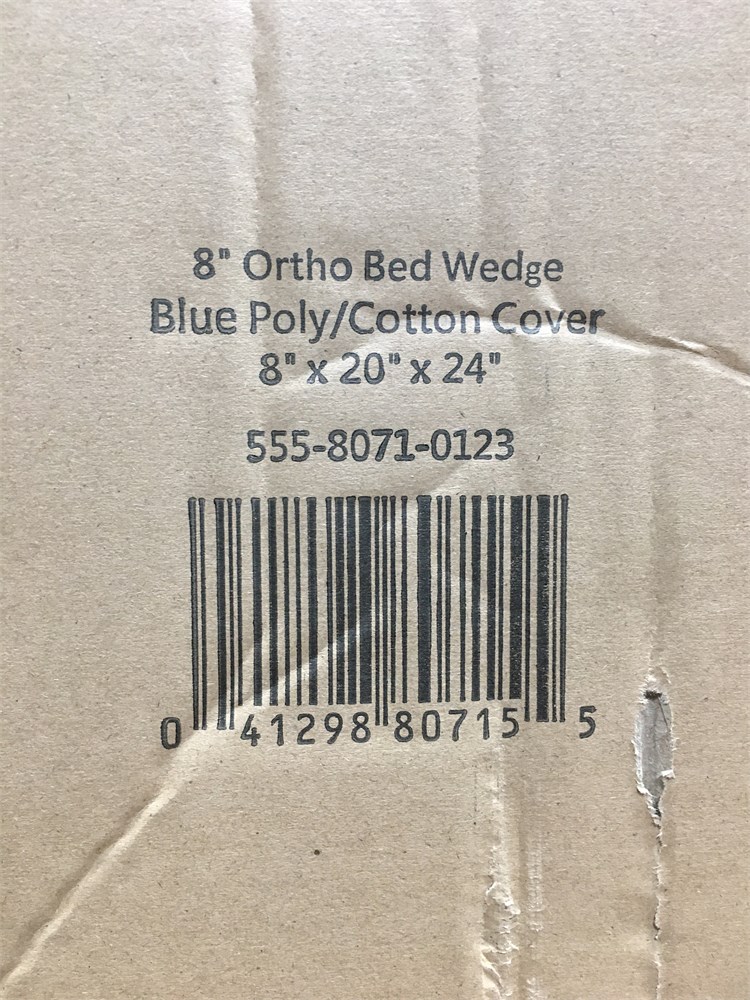 8" Ortho Bed Wedge
Blue Poly/Cotton Cover
8" x 20" x 24"
555-8071-0123
0 41298 80715 5